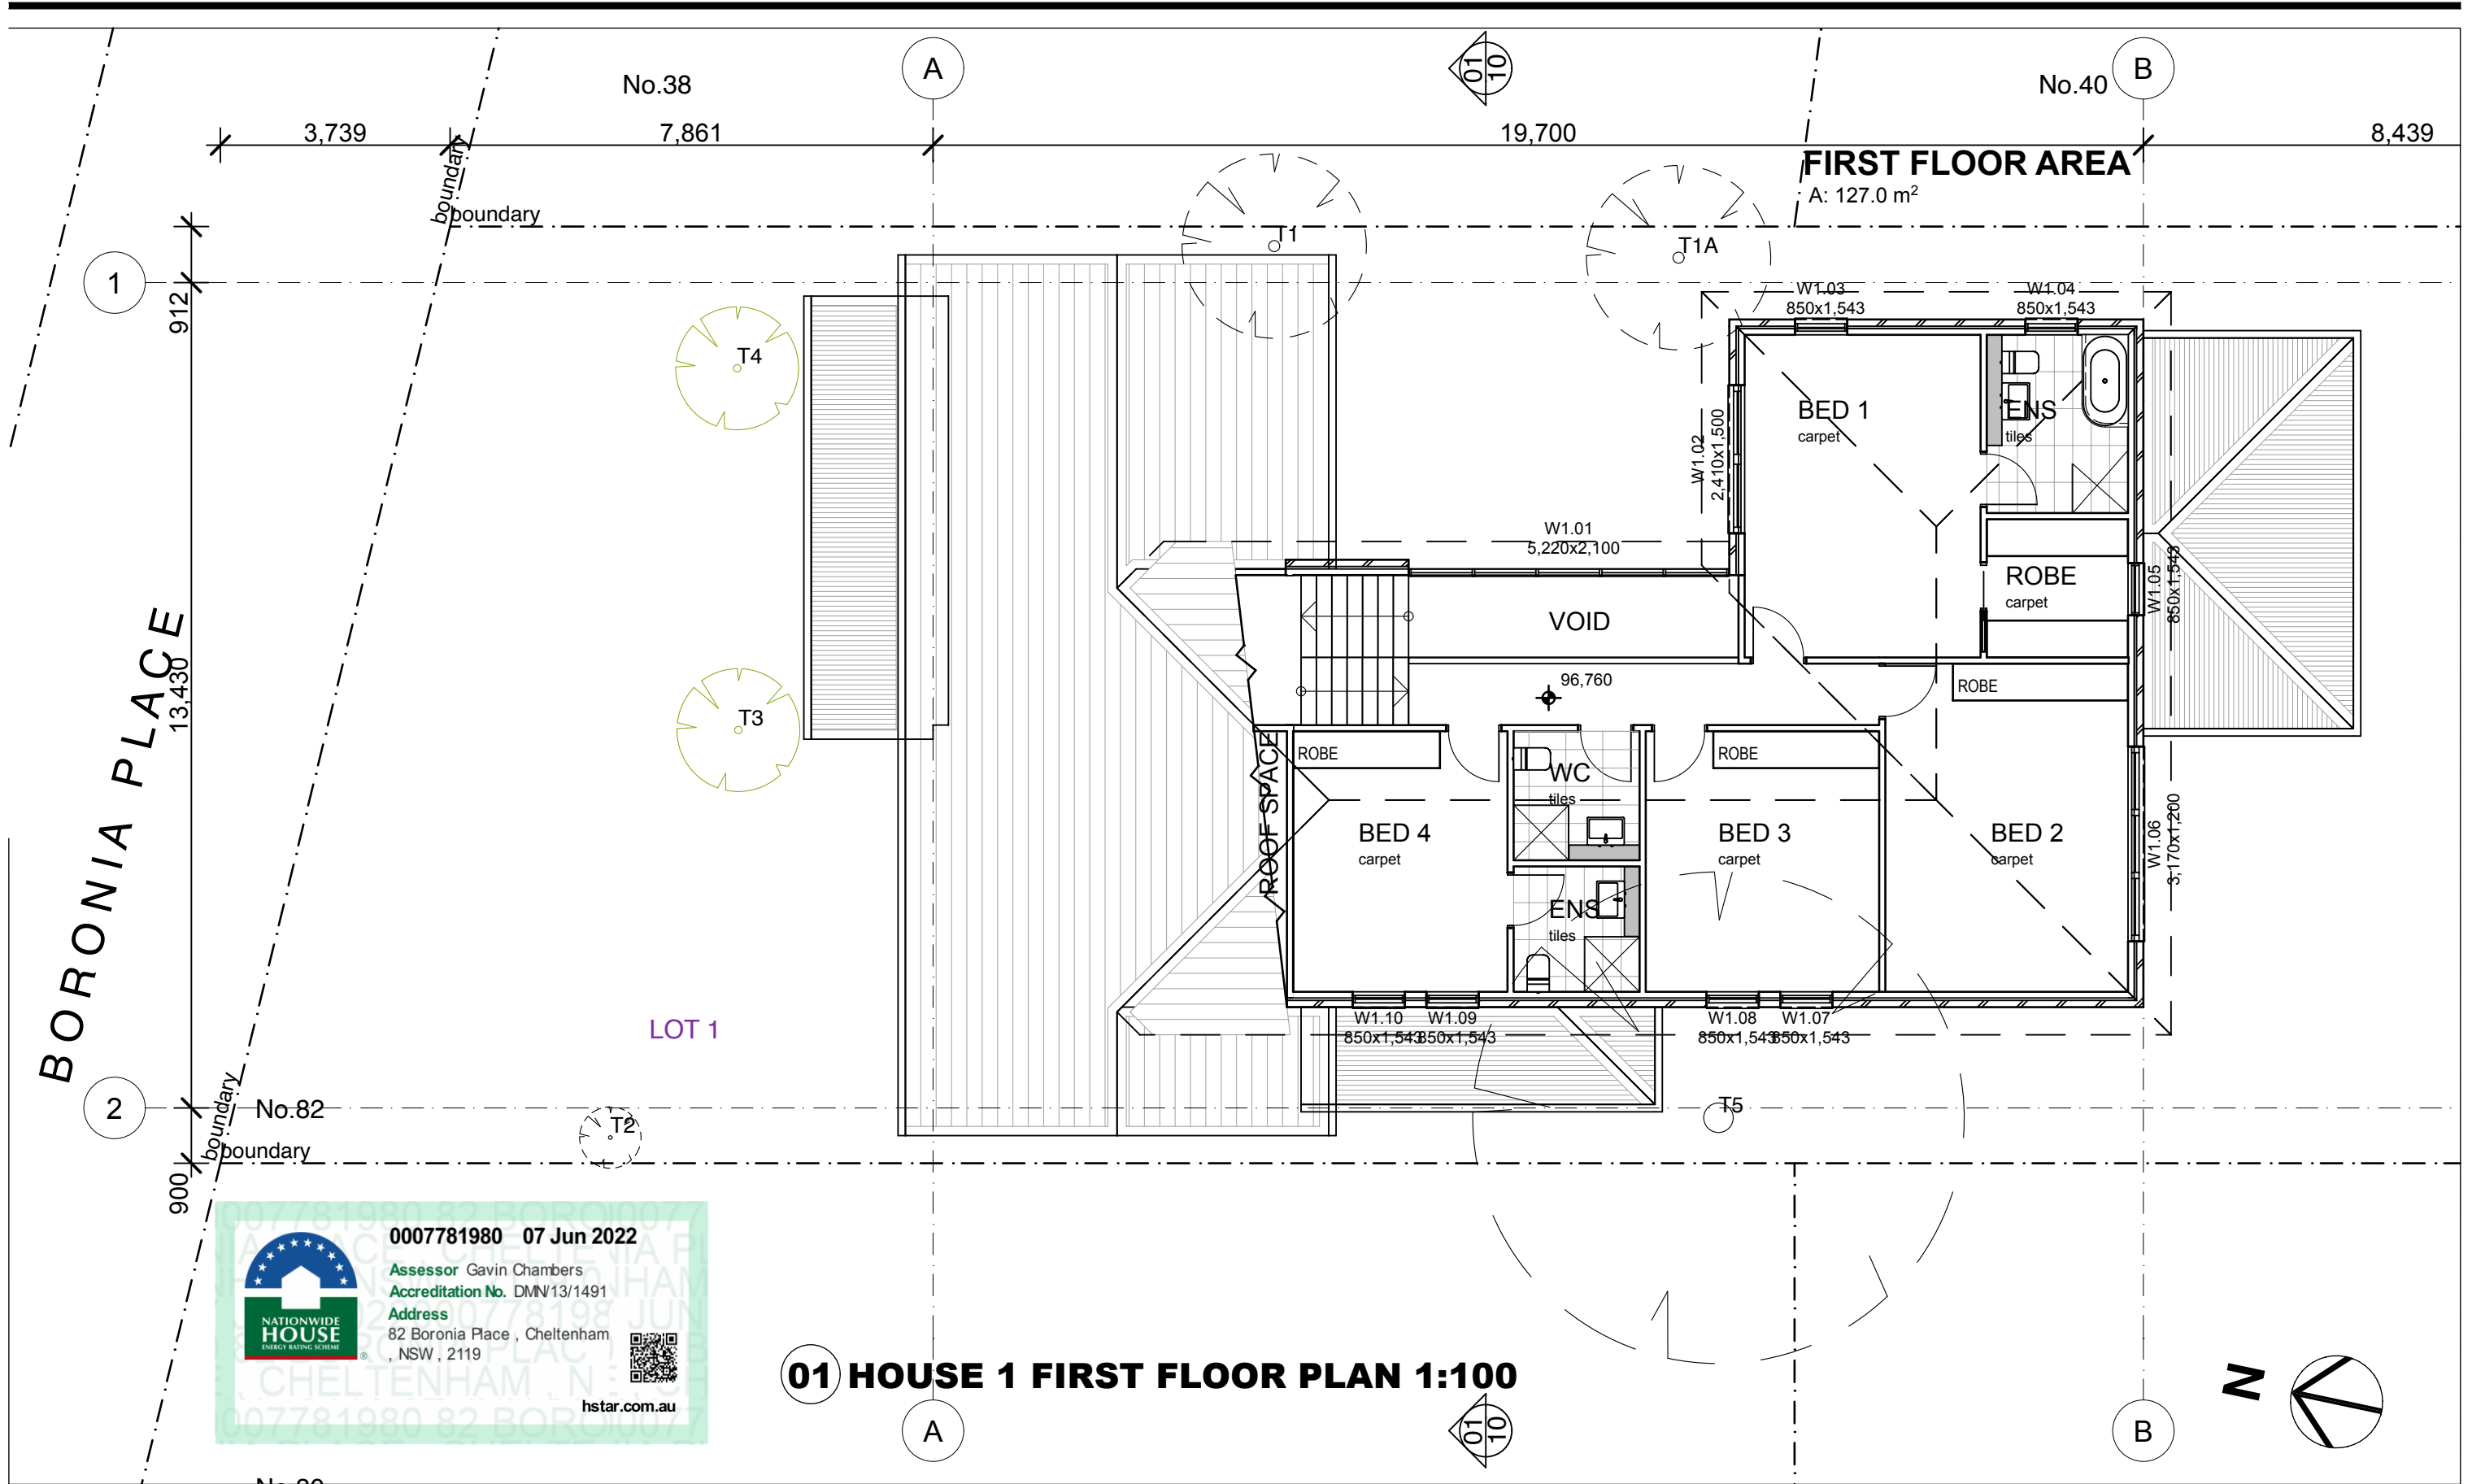 A
01
10
B
No.38
No.40
3,739
7,861
19,700
8,439
FIRST FLOOR AREA
A: 127.0 m²
boundary
boundary
T1
T1A
1
912
W1.03
850x1,543
W1.04
850x1,543
T4
BED 1
carpet
ENS
tiles
W1.02
2,410x1,500
W1.01
5,220x2,100
ROBE
carpet
W1.05
850x1,543
VOID
BORONIA PLACE
13,430
96,760
ROBE
T3
ROBE
ROBE
ROOF SPACE
WC
tiles
BED 4
carpet
BED 3
carpet
BED 2
carpet
W1.06
3,170x1,200
ENS
tiles
LOT 1
W1.10
850x1,543
W1.09
850x1,543
W1.08
850x1,543
W1.07
850x1,543
2
No.82
T2
T5
boundary
boundary
900
0007781980 07 Jun 2022
Assessor Gavin Chambers
Accreditation No. DMN/13/1491
Address
82 Boronia Place , Cheltenham
, NSW , 2119
NATIONWIDE
HOUSE
ENERGY RATING SCHEME
®
hstar.com.au
01 HOUSE 1 FIRST FLOOR PLAN 1:100
N
A
01
10
B